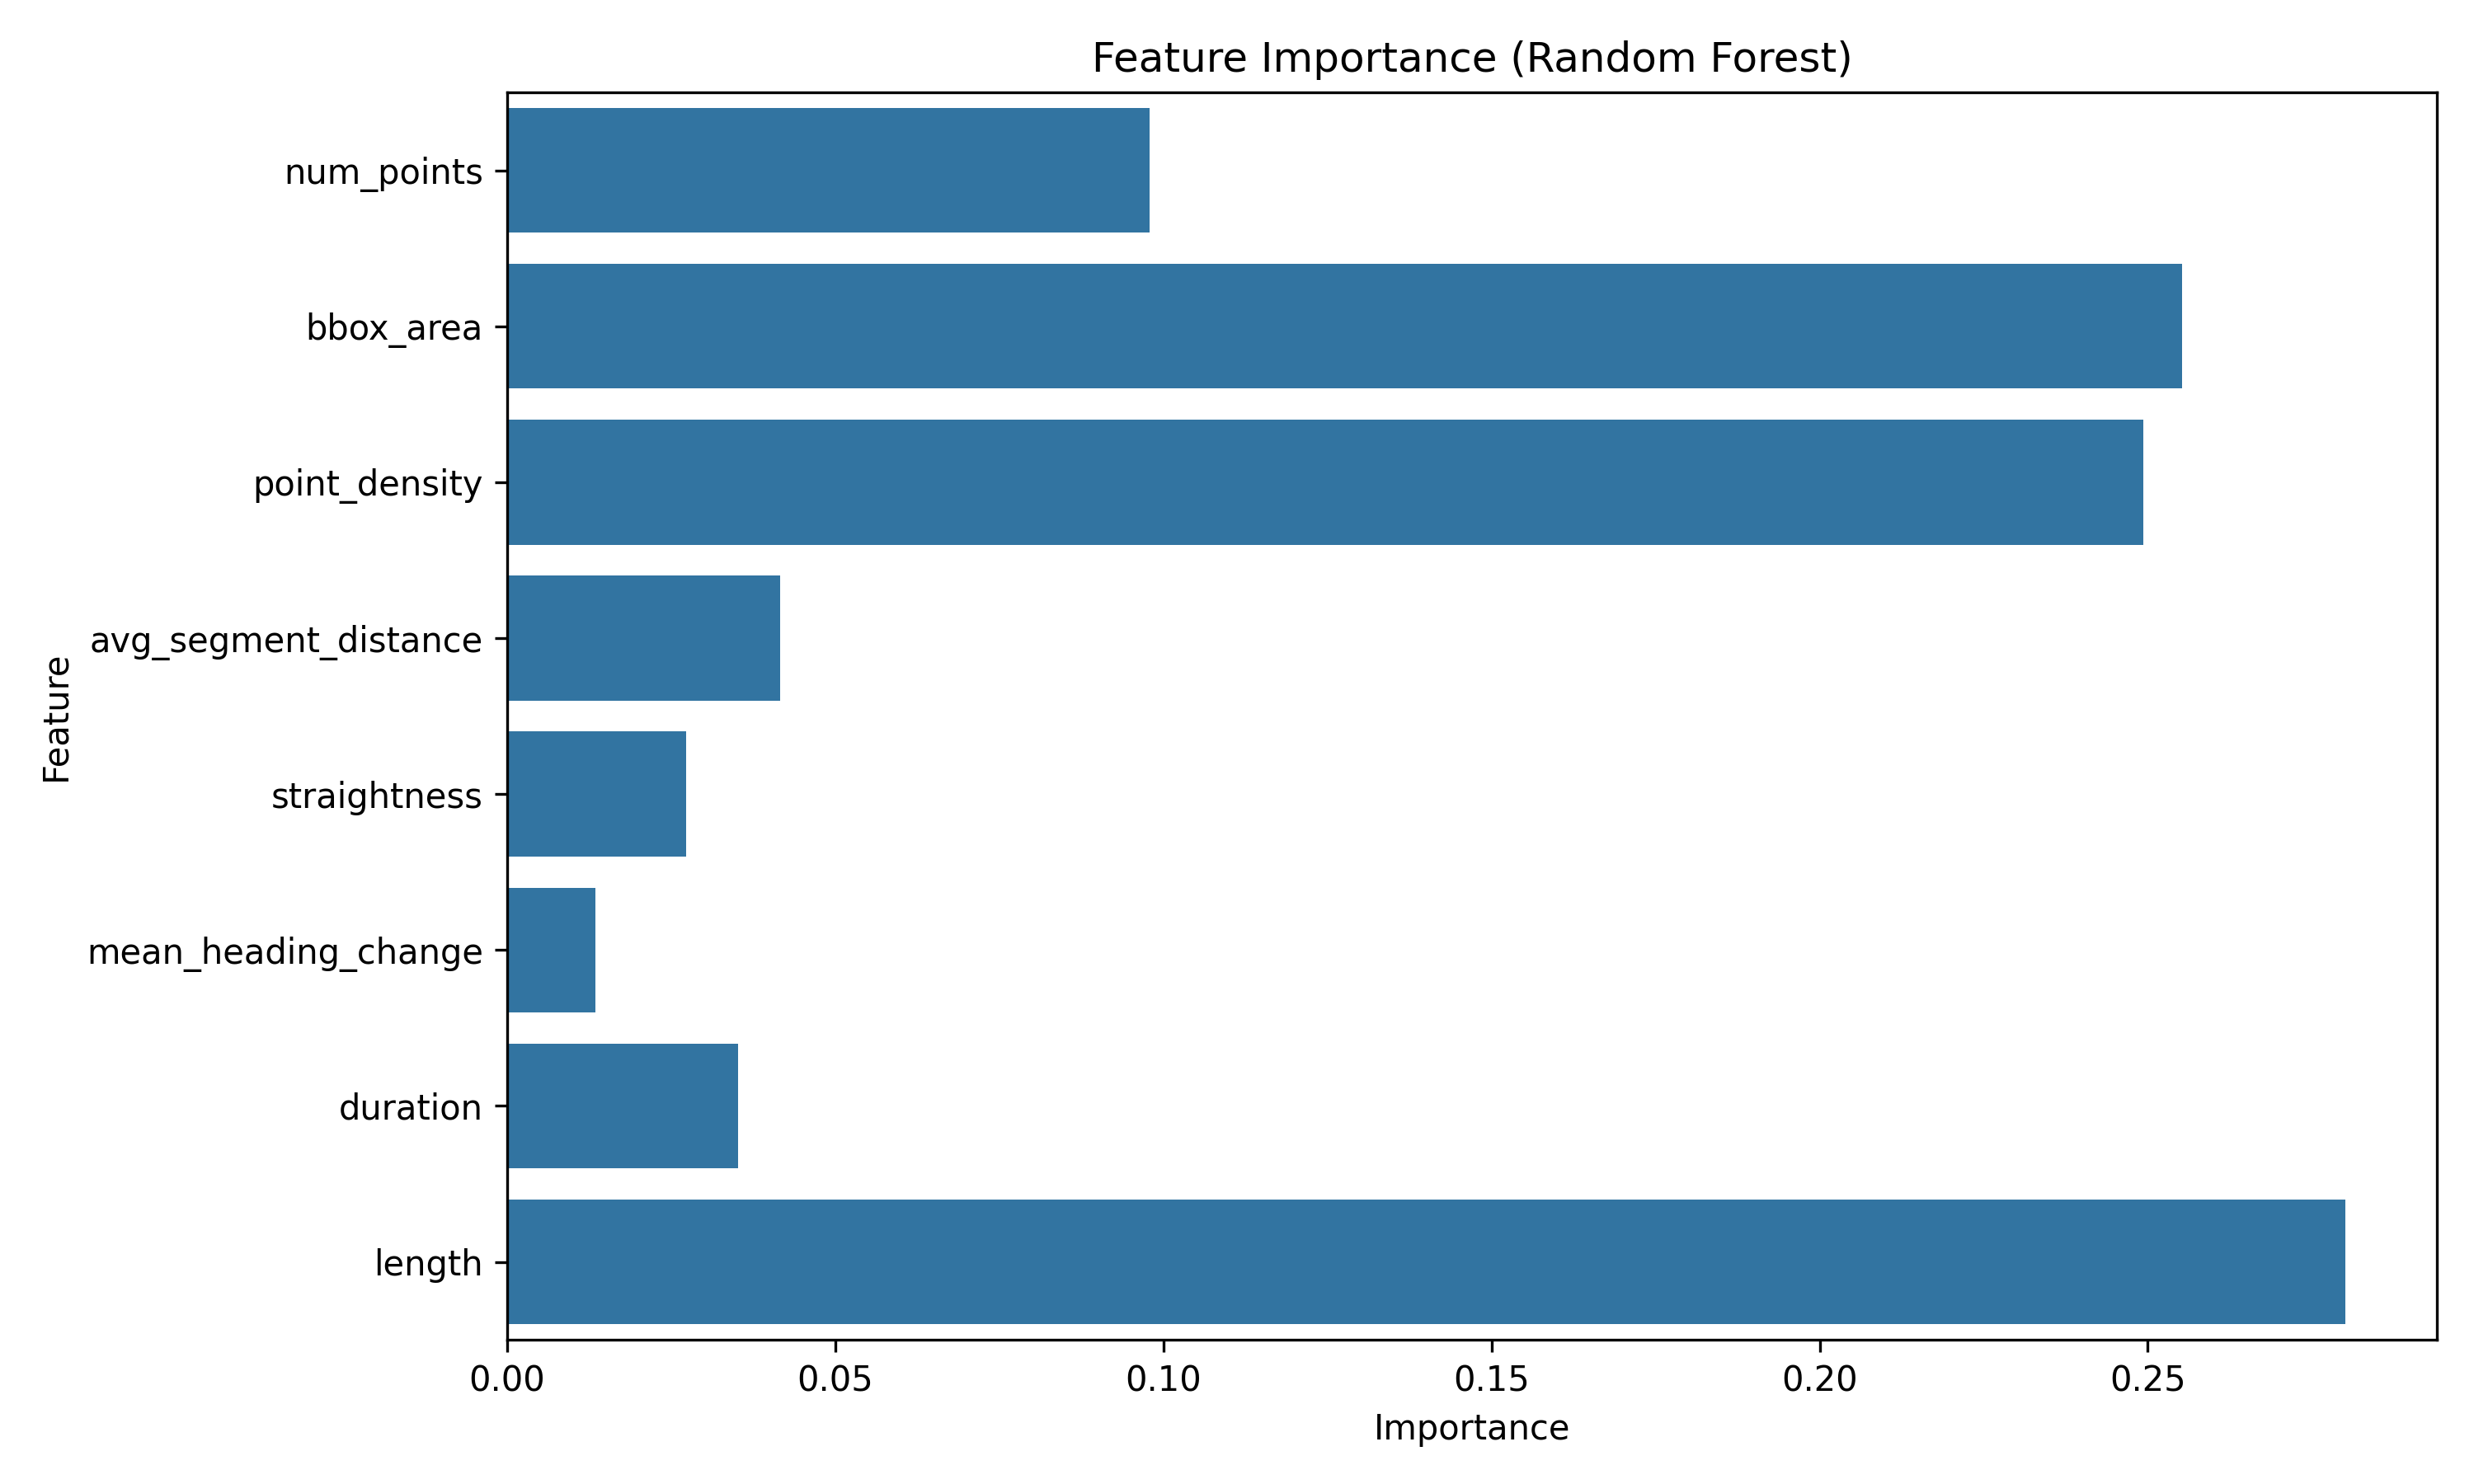 Feature Importance (Random Forest)
num_points
bbox_area
point_density
avg_segment_distance
straightness
mean_heading_change
duration
length
Feature
0.00 0.05 0.10 0.15 0.20 0.25
Importance